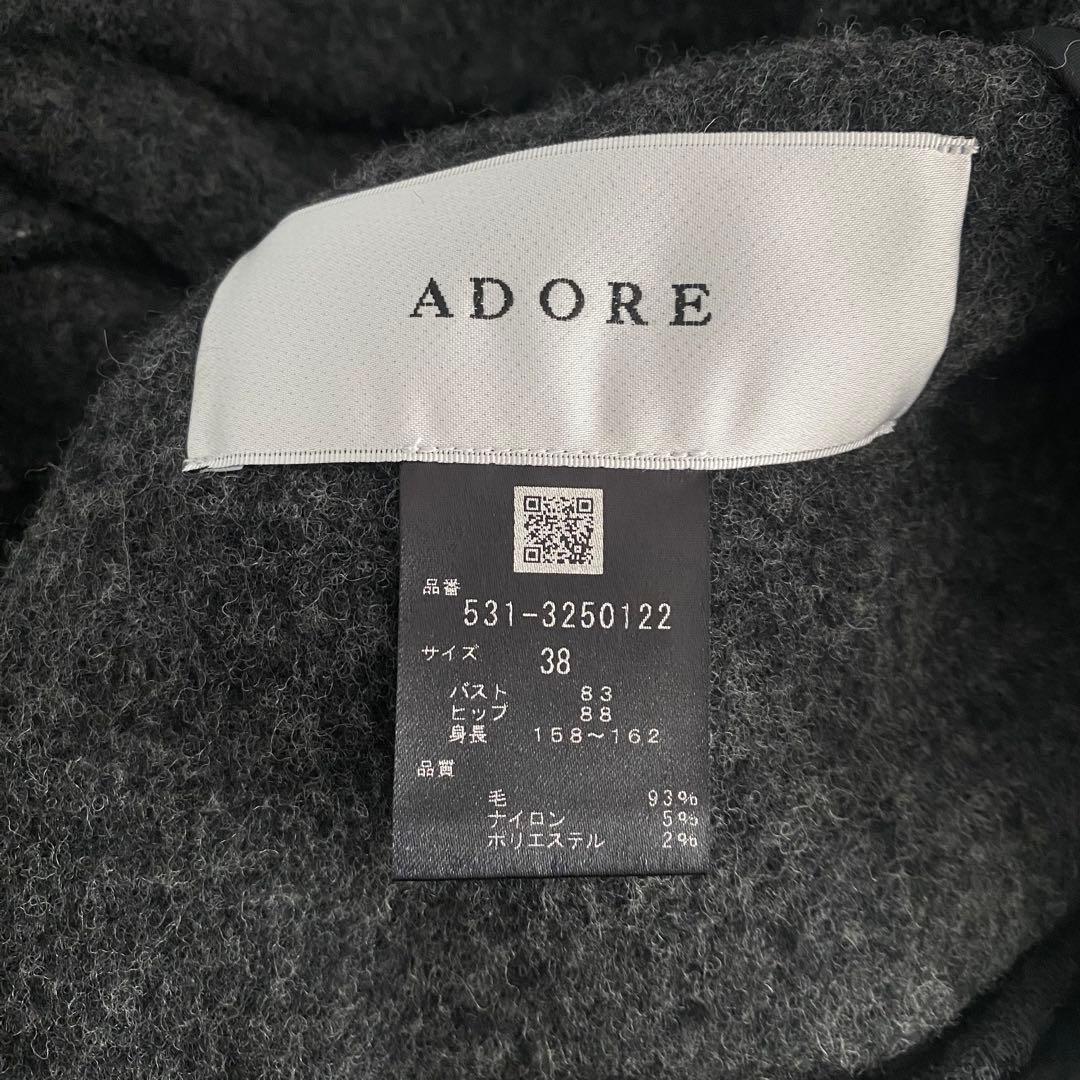 ADORE
品番
531-3250122
サイズ 38
バスト 83
ヒップ 88
身長 158〜162
品質
毛 93%
ナイロン 5%
ポリエステル 2%